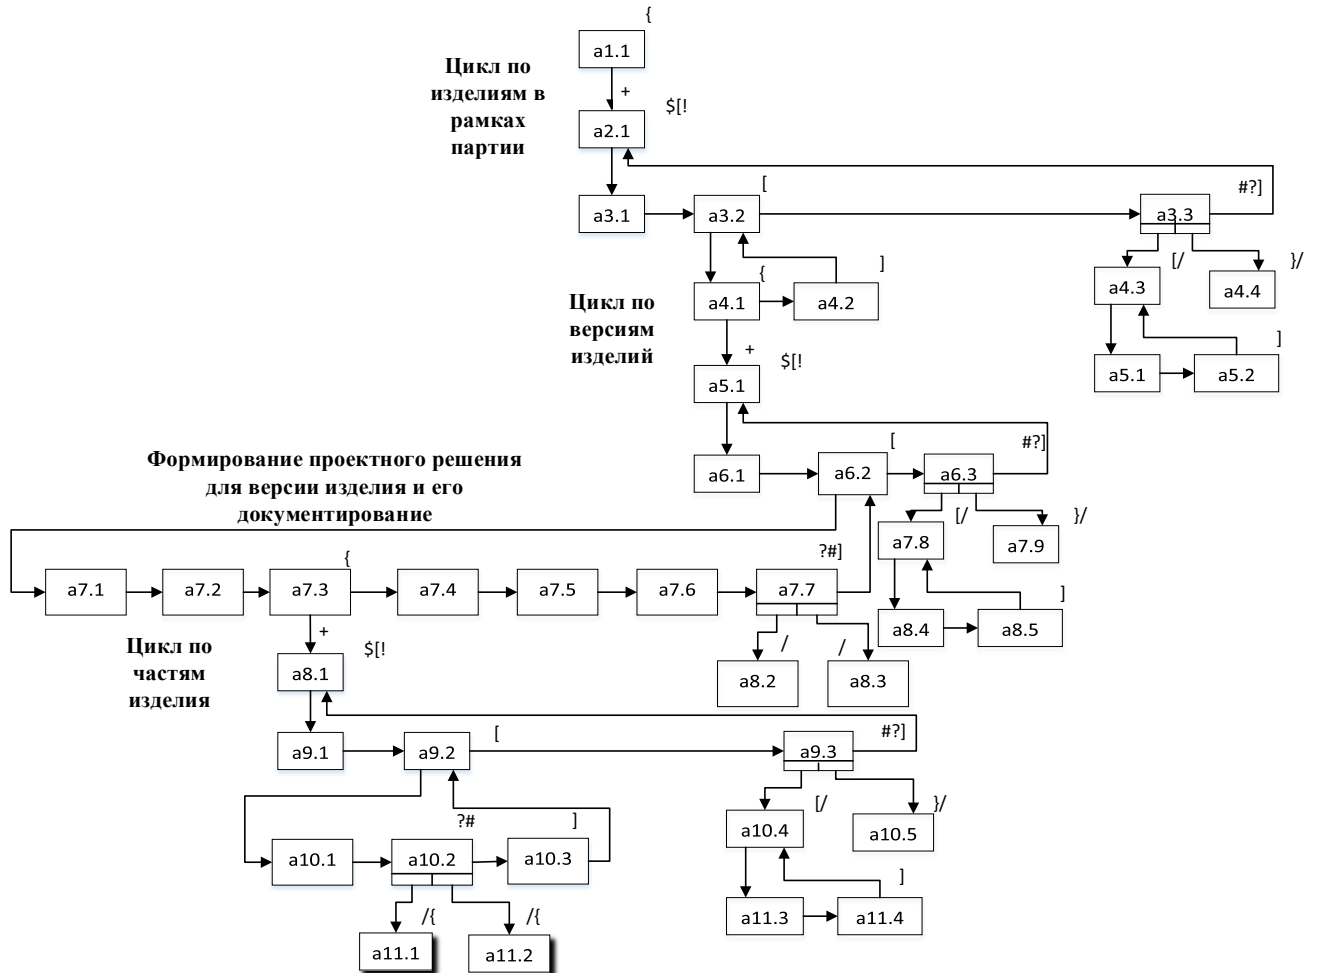 {
a1.1
Цикл по
изделиям в
рамках
партии
+
$[!
a2.1
#?]
[
a3.1
a3.2
a3.3
[/
}/
{
]
a4.1
a4.2
a4.3
a4.4
Цикл по
версиям
изделий
+
$[!
]
a5.1
a5.1
a5.2
[
#?]
Формирование проектного решения
для версии изделия и его
документирование
a6.1
a6.2
a6.3
[/
}/
a7.8
a7.9
{
?#]
a7.1
a7.2
a7.3
a7.4
a7.5
a7.6
a7.7
]
a8.4
a8.5
Цикл по
частям
изделия
+
$[!
/
/
a8.1
a8.2
a8.3
[
#?]
a9.1
a9.2
a9.3
[/
}/
?#
]
a10.4
a10.5
a10.1
a10.2
a10.3
]
/{
/{
a11.3
a11.4
a11.1
a11.2